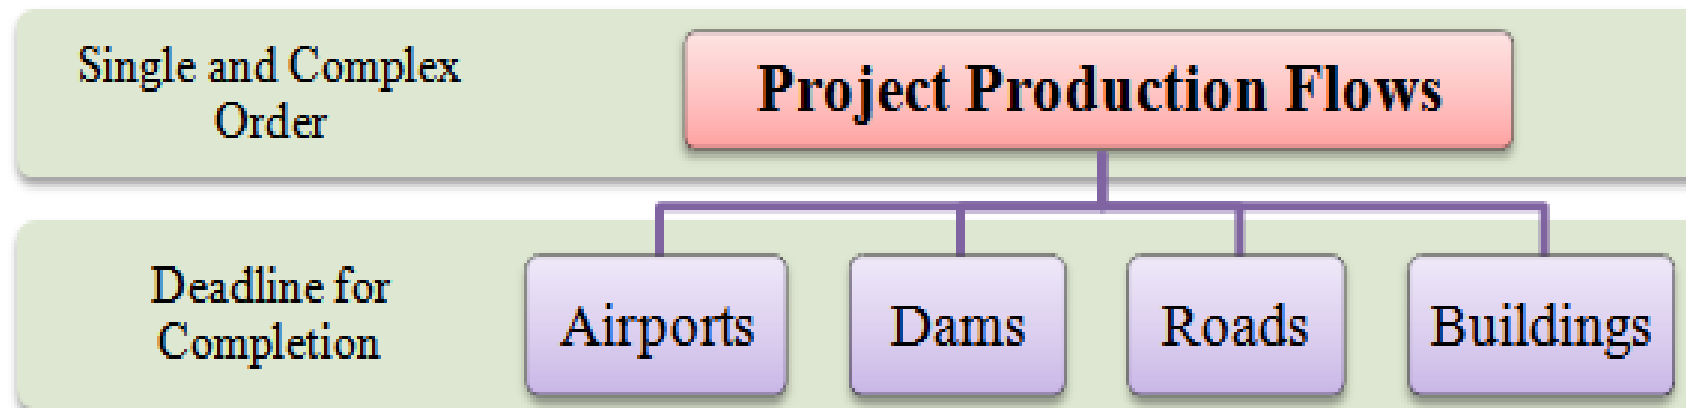 Single and Complex
Order
Project Production Flows
Deadline for
Completion
Airports
Dams
Roads
Buildings